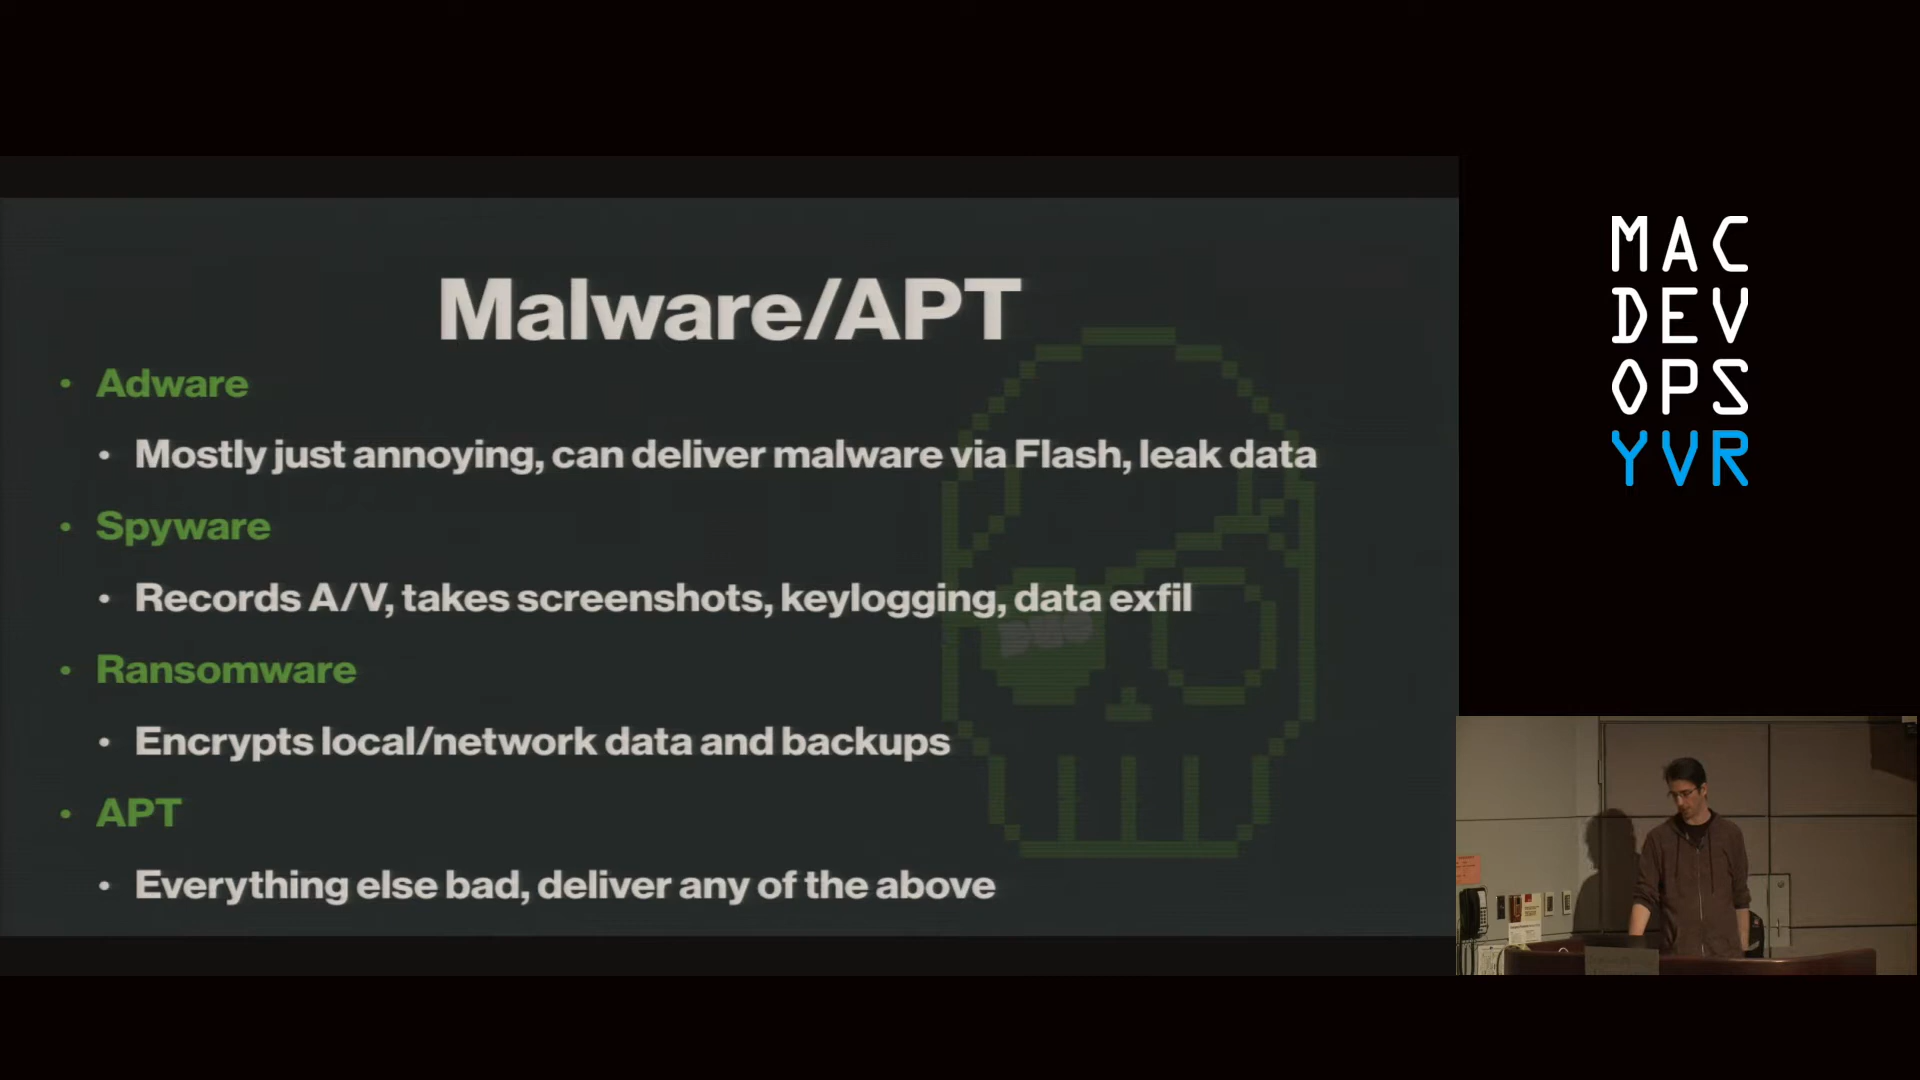 Malware/APT
• Adware
• Mostly just annoying, can deliver malware via Flash, leak data
• Spyware
• Records A/V, takes screenshots, keylogging, data exfil
DUO
• Ransomware
• Encrypts local/network data and backups
• APT
• Everything else bad, deliver any of the above
MAC
DEV
OPS
YVR